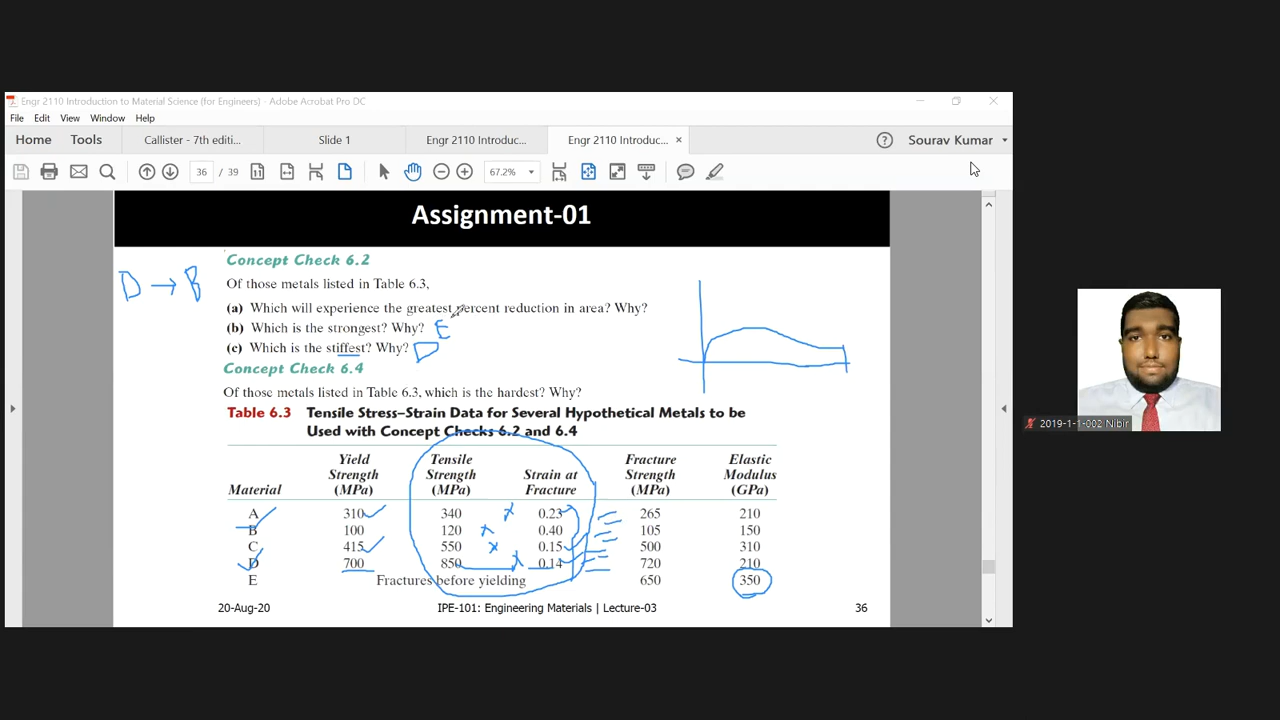 Engr 2110 Introduction to Material Science (for Engineers) - Adobe Acrobat Pro DC
File Edit View Window Help
Home Tools Callister - 7th editi... Slide 1 Engr 2110 Introduc... Engr 2110 Introduc... × ? Sourav Kumar
36 / 39 67.2%
Assignment-01
Concept Check 6.2
D → B
Of those metals listed in Table 6.3,
(a) Which will experience the greatest percent reduction in area? Why?
(b) Which is the strongest? Why? E
(c) Which is the stiffest? Why? D
Concept Check 6.4
Of those metals listed in Table 6.3, which is the hardest? Why?
Table 6.3 Tensile Stress–Strain Data for Several Hypothetical Metals to be
Used with Concept Checks 6.2 and 6.4
Material Yield Strength (MPa) Tensile Strength (MPa) Strain at Fracture Fracture Strength (MPa) Elastic Modulus (GPa)
A 310 340 0.23 265 210
B 100 120 0.40 105 150
C 415 550 0.15 500 310
D 700 850 0.14 720 210
E Fractures before yielding 650 350
20-Aug-20 IPE-101: Engineering Materials | Lecture-03 36
2019-1-1-002 Nibir